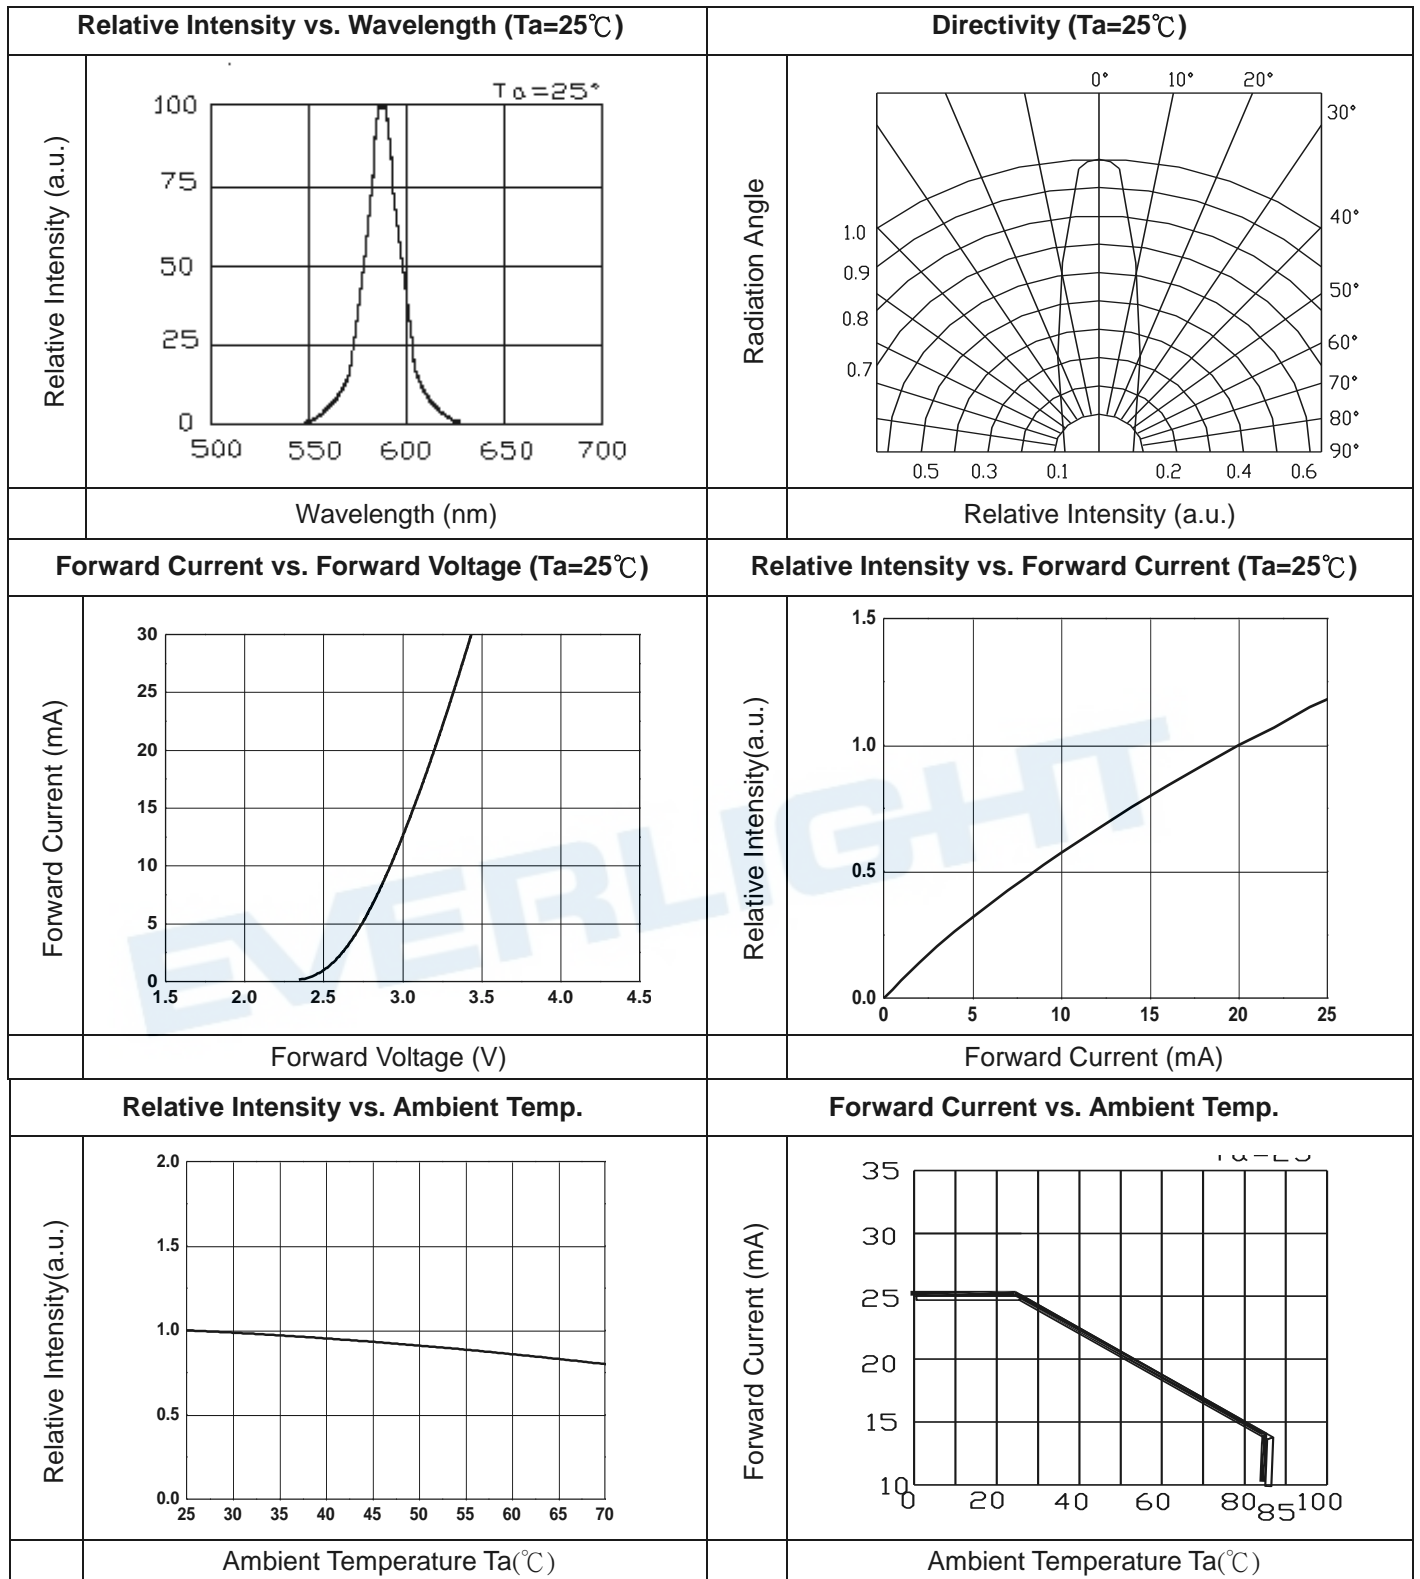 Relative Intensity vs. Wavelength (Ta=25℃)
Directivity (Ta=25℃)
Relative Intensity (a.u.)
Ta=25°
100
75
50
25
0
500 550 600 650 700
Wavelength (nm)
Radiation Angle
0° 10° 20°
30°
40°
50°
60°
70°
80°
90°
1.0
0.9
0.8
0.7
0.5 0.3 0.1 0.2 0.4 0.6
Relative Intensity (a.u.)
Forward Current vs. Forward Voltage (Ta=25℃)
Relative Intensity vs. Forward Current (Ta=25℃)
Forward Current (mA)
30
25
20
15
10
5
0
1.5 2.0 2.5 3.0 3.5 4.0 4.5
Forward Voltage (V)
Relative Intensity(a.u.)
1.5
1.0
0.5
0.0
0 5 10 15 20 25
Forward Current (mA)
EVERLIGHT
Relative Intensity vs. Ambient Temp.
Forward Current vs. Ambient Temp.
Relative Intensity(a.u.)
2.0
1.5
1.0
0.5
0.0
25 30 35 40 45 50 55 60 65 70
Ambient Temperature Ta(℃)
Forward Current (mA)
35
30
25
20
15
10
0 20 40 60 80 85 100
Ambient Temperature Ta(℃)